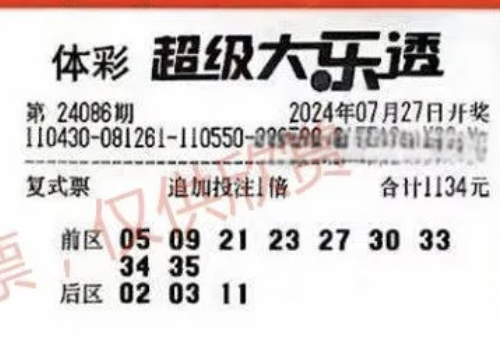 体彩 超级大乐透
第 24086期 2024年07月27日开奖
110430-081261-110550-
复式票 追加投注1倍 合计1134元
前区 05 09 21 23 27 30 33
34 35
后区 02 03 11
票,仅供欣赏